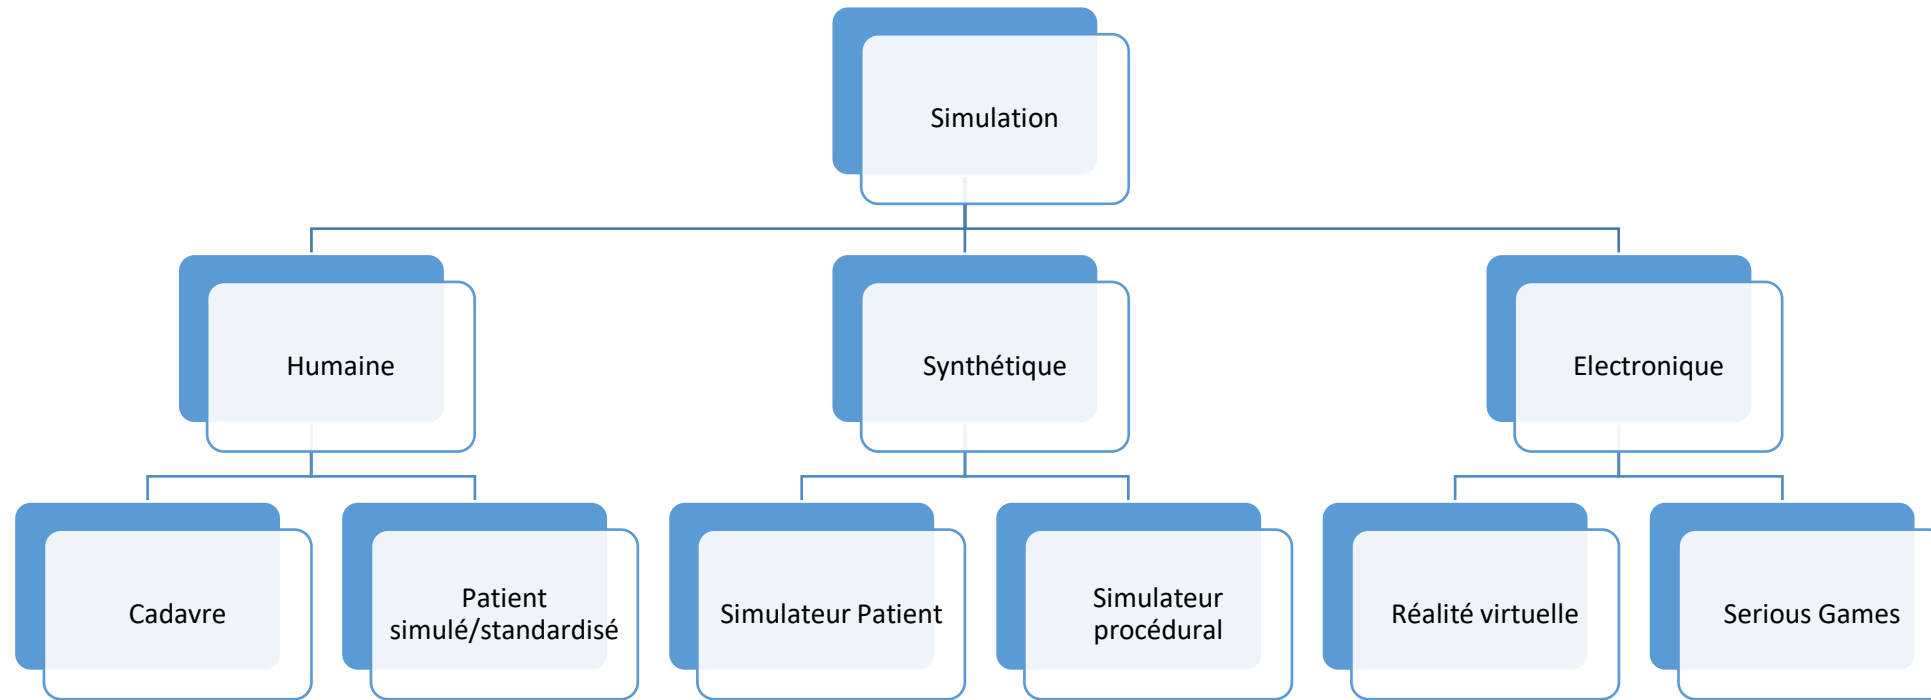 Simulation
Humaine
Synthétique
Electronique
Cadavre
Patient
simulé/standardisé
Simulateur Patient
Simulateur
procédural
Réalité virtuelle
Serious Games